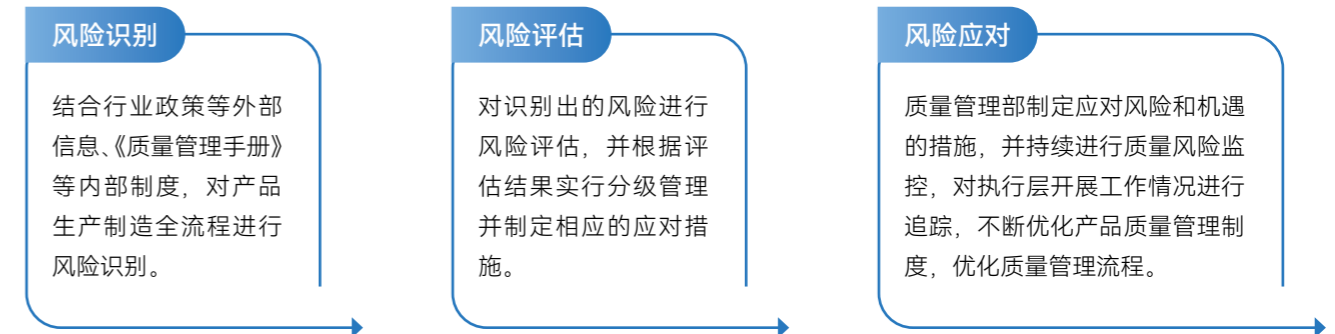 风险识别
结合行业政策等外部
信息、《质量管理手册》
等内部制度，对产品
生产制造全流程进行
风险识别。
风险评估
对识别出的风险进行
风险评估，并根据评
估结果实行分级管理
并制定相应的应对措
施。
风险应对
质量管理部制定应对风险和机遇
的措施，并持续进行质量风险监
控，对执行层开展工作情况进行
追踪，不断优化产品质量管理制
度，优化质量管理流程。